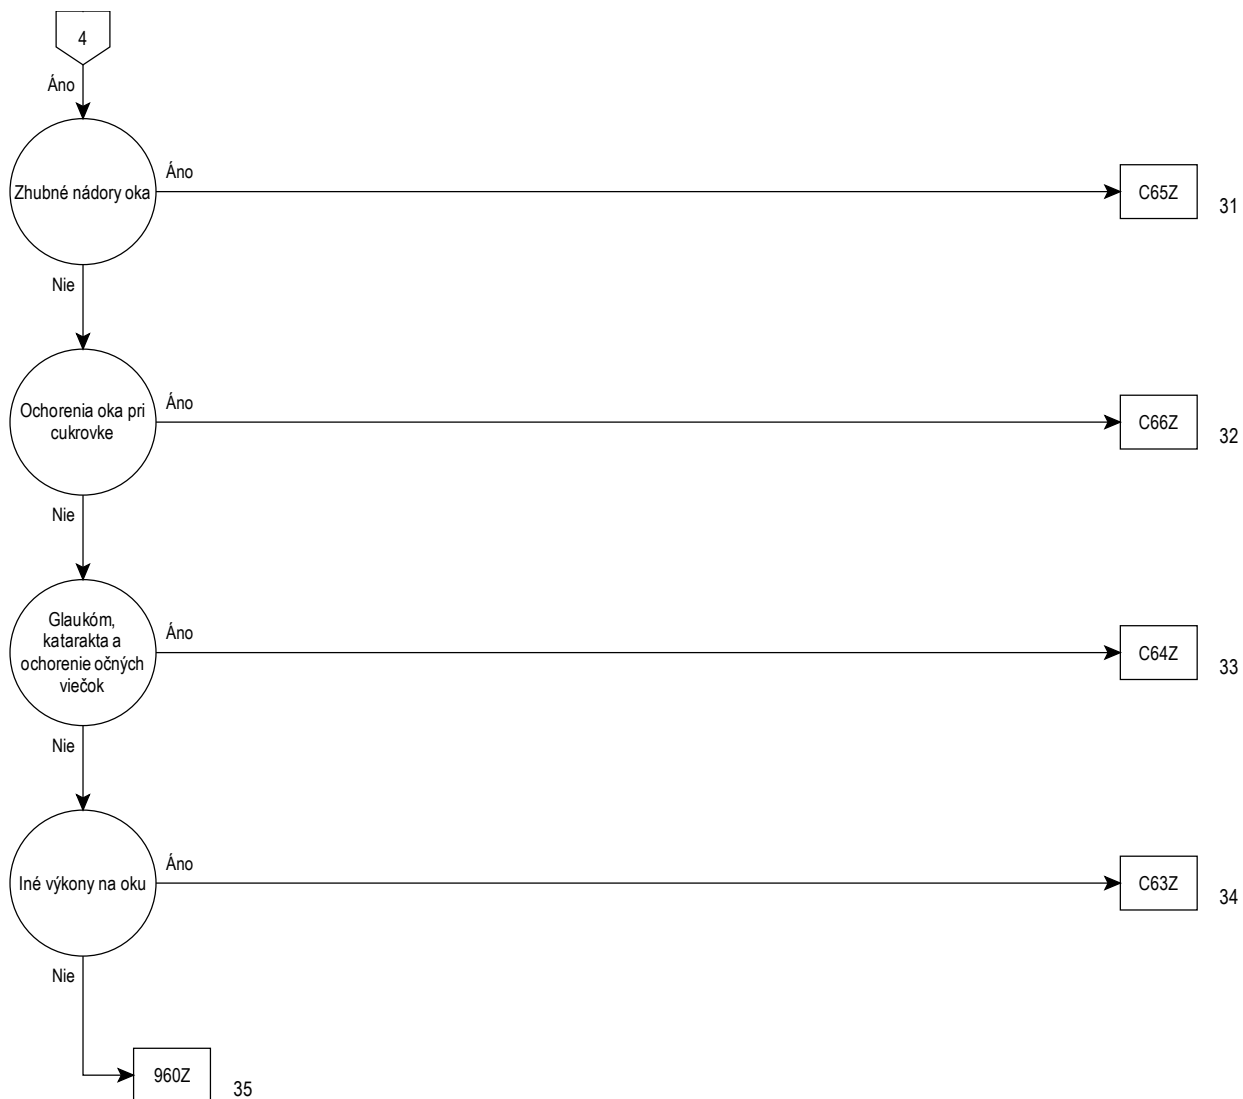 4
Áno
Zhubné nádory oka
Áno
C65Z
31
Nie
Ochorenia oka pri
cukrovke
Áno
C66Z
32
Nie
Glaukóm,
katarakta a
ochorenie očných
viečok
Áno
C64Z
33
Nie
Iné výkony na oku
Áno
C63Z
34
Nie
960Z
35